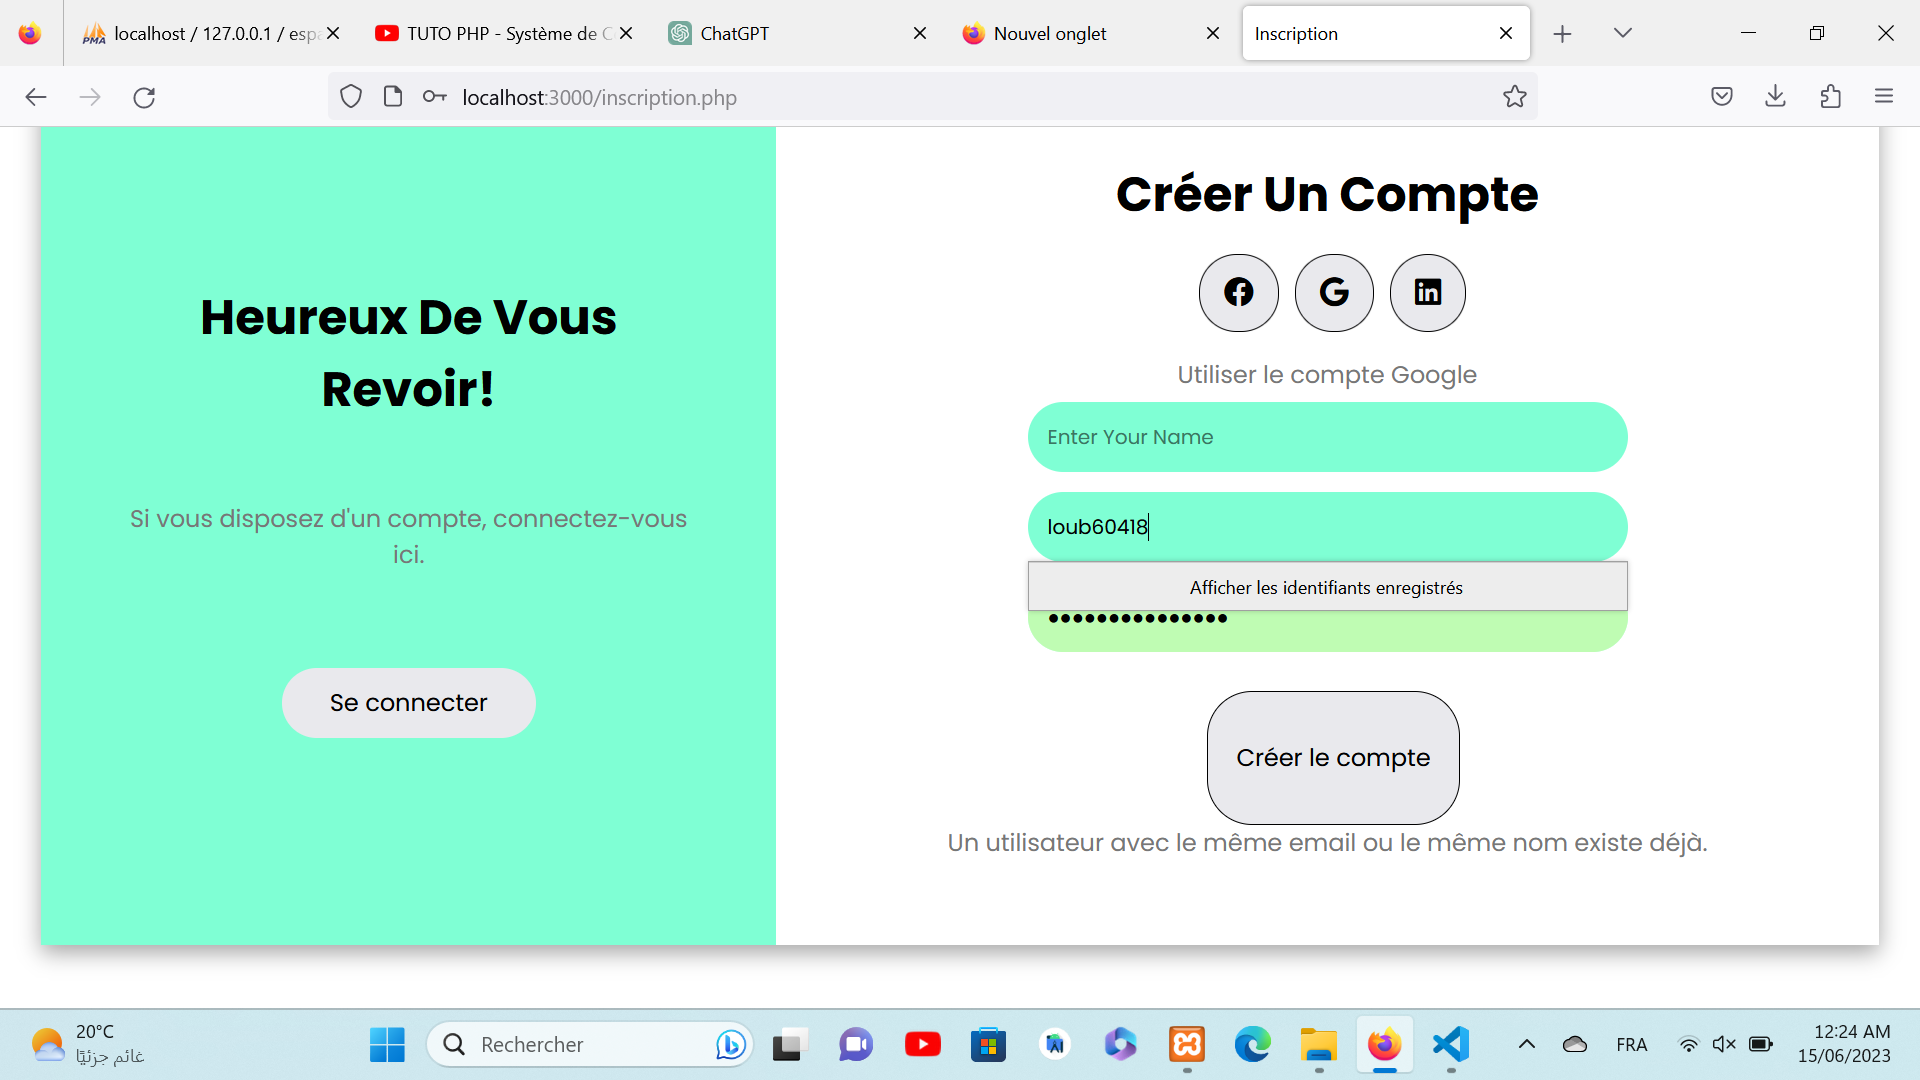 localhost / 127.0.0.1 / esp
TUTO PHP - Système de C
ChatGPT
Nouvel onglet
Inscription
localhost:3000/inscription.php
Heureux De Vous
Revoir!
Si vous disposez d'un compte, connectez-vous
ici.
Se connecter
Créer Un Compte
Utiliser le compte Google
Enter Your Name
loub60418
Afficher les identifiants enregistrés
Créer le compte
Un utilisateur avec le même email ou le même nom existe déjà.
20°C
غائم جزئيًا
Rechercher
FRA
12:24 AM
15/06/2023